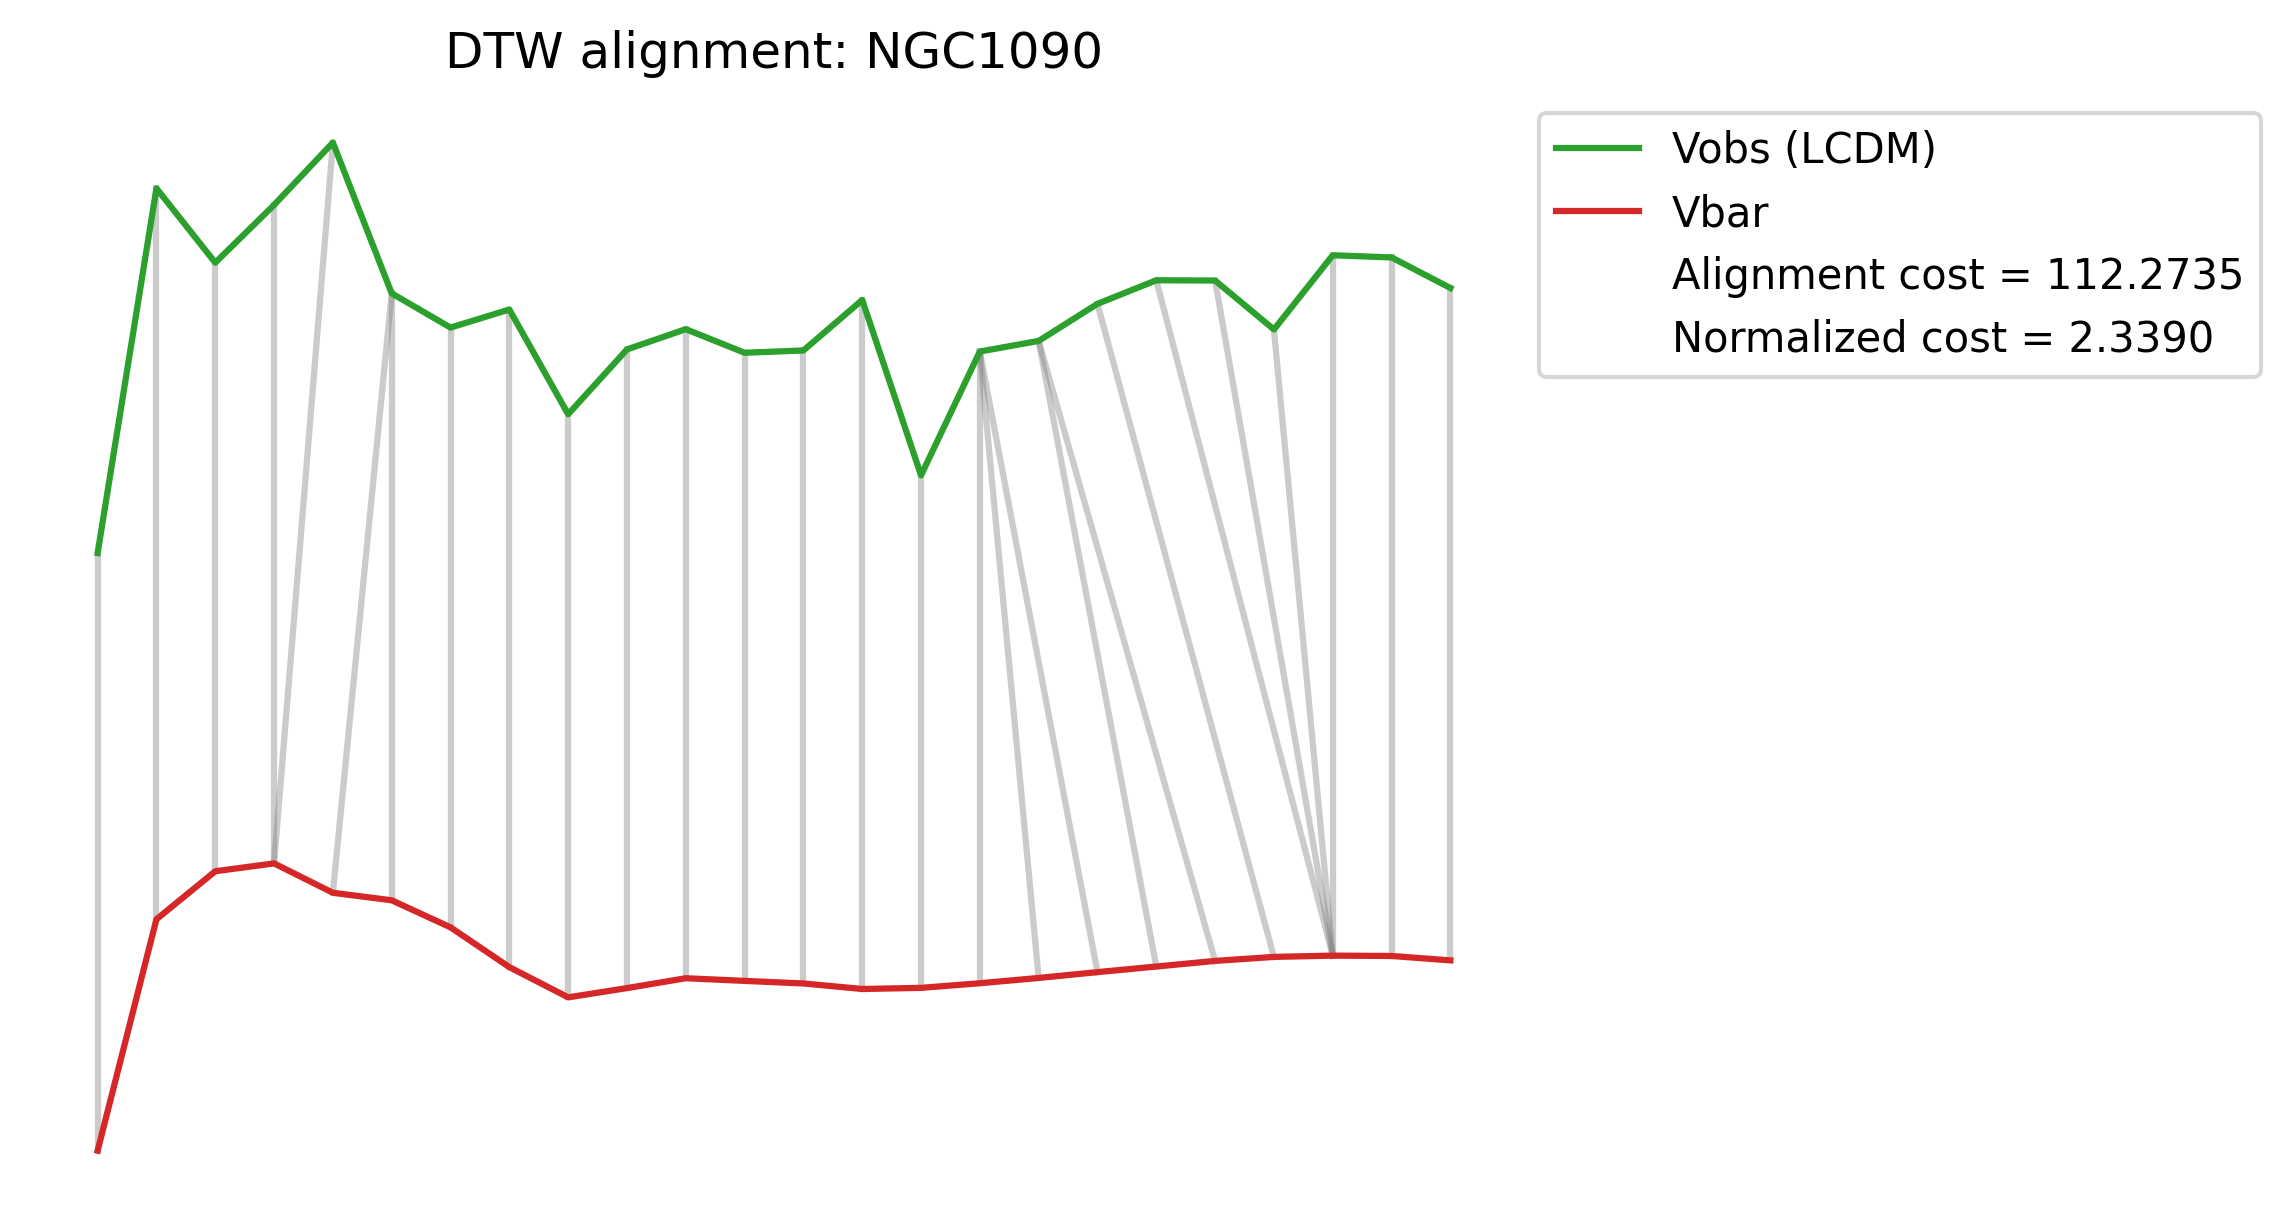 DTW alignment: NGC1090
Vobs (LCDM)
Vbar
Alignment cost = 112.2735
Normalized cost = 2.3390